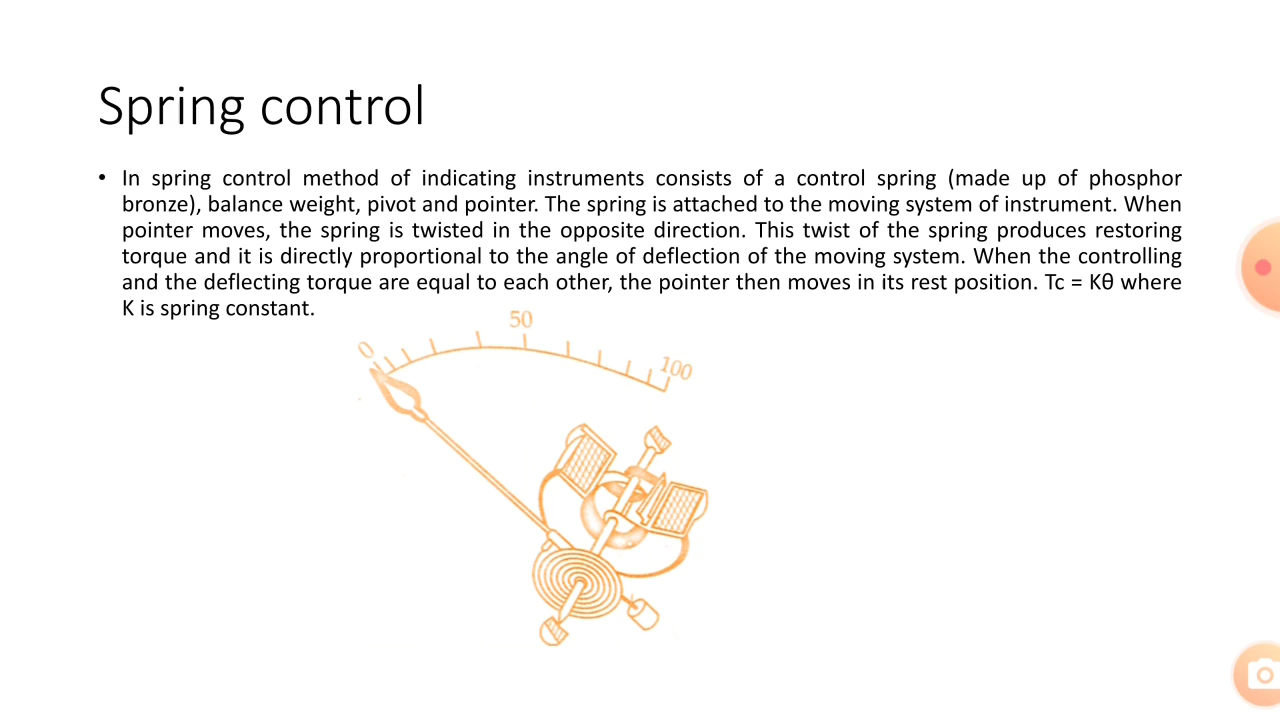 Spring control
• In spring control method of indicating instruments consists of a control spring (made up of phosphor
bronze), balance weight, pivot and pointer. The spring is attached to the moving system of instrument. When
pointer moves, the spring is twisted in the opposite direction. This twist of the spring produces restoring
torque and it is directly proportional to the angle of deflection of the moving system. When the controlling
and the deflecting torque are equal to each other, the pointer then moves in its rest position. Tc = Kθ where
K is spring constant.
0
50
100